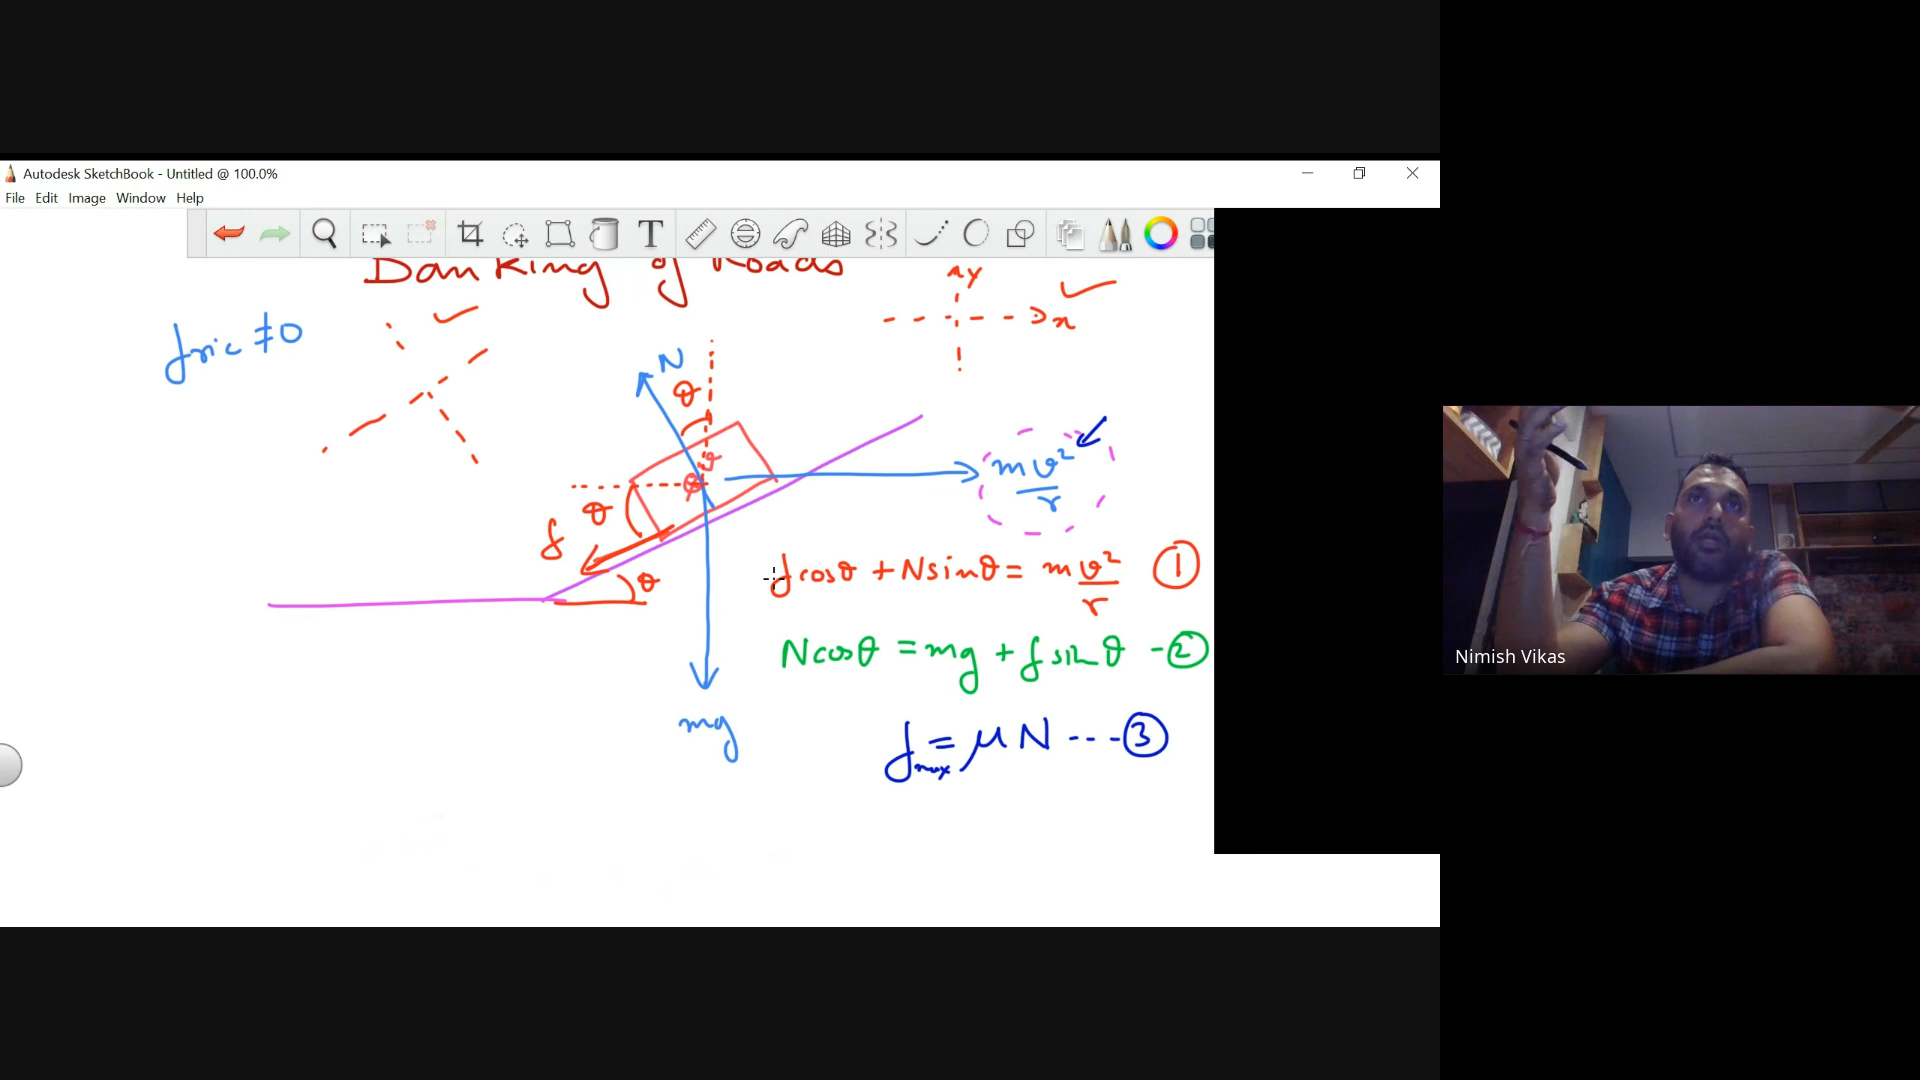 Autodesk SketchBook - Untitled @ 100.0%
File Edit Image Window Help
T
Banking of Roads
y
x
fric ≠ 0
N
θ
mv²/r
θ
f
θ
f cosθ + N sinθ = mv²/r ①
N cosθ = mg + f sinθ - ②
mg
f max = μN --- ③
Nimish Vikas